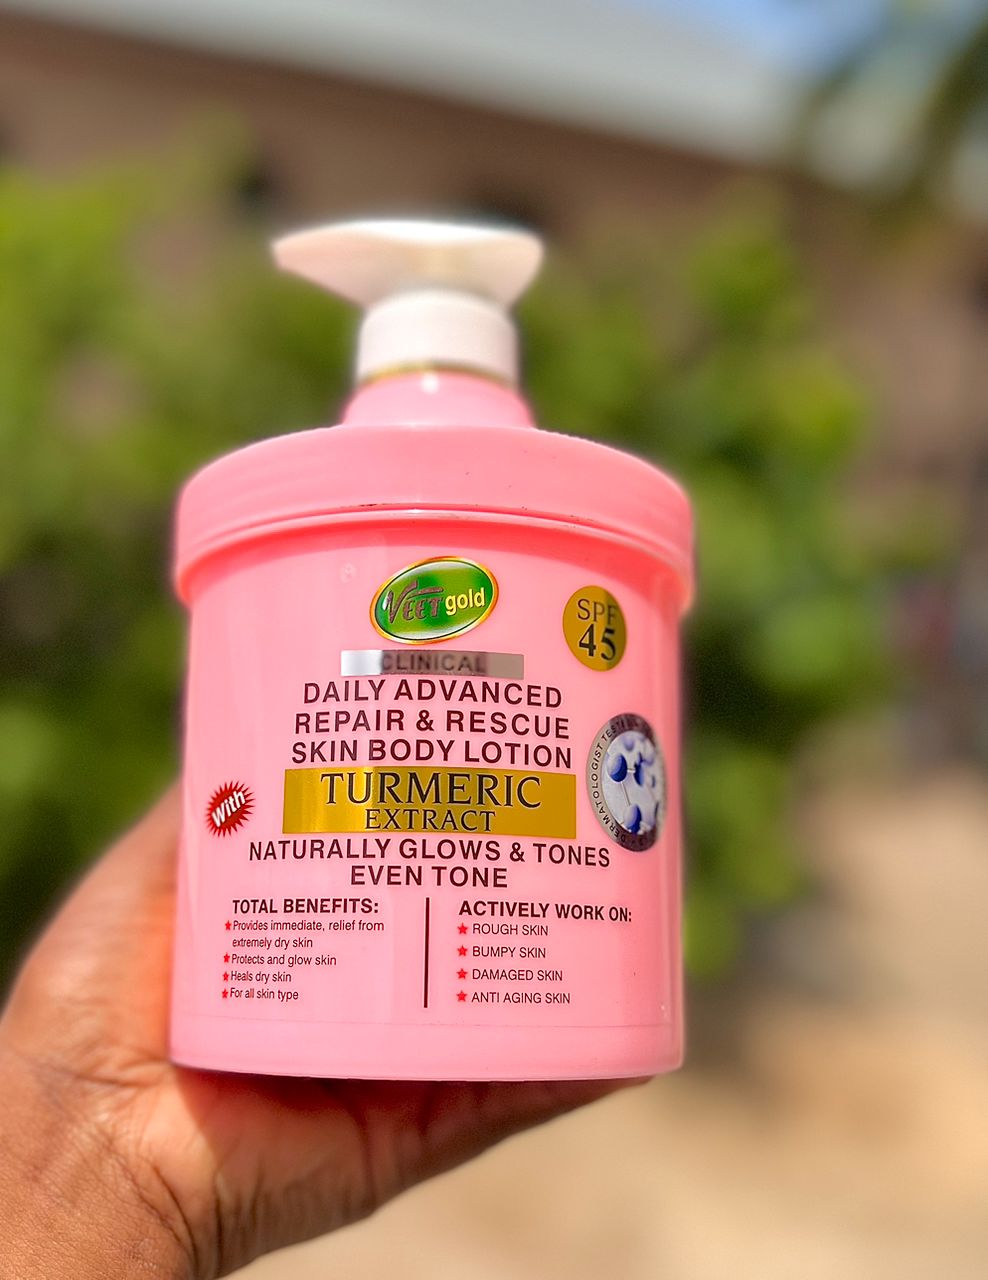 VEET gold
SPF
45
CLINICAL
DAILY ADVANCED
REPAIR & RESCUE
SKIN BODY LOTION
TURMERIC
EXTRACT
With
DERMATOLOGIST TESTED
NATURALLY GLOWS & TONES
EVEN TONE
TOTAL BENEFITS:
Provides immediate, relief from
extremely dry skin
Protects and glow skin
Heals dry skin
For all skin type
ACTIVELY WORK ON:
ROUGH SKIN
BUMPY SKIN
DAMAGED SKIN
ANTI AGING SKIN